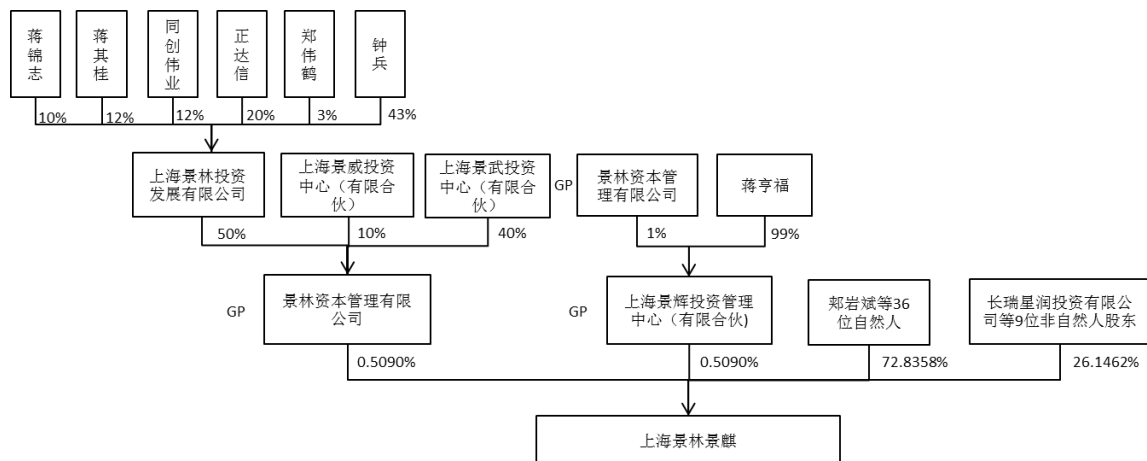 蒋锦志
蒋其桂
同创伟业
正达信
郑伟鹤
钟兵
10%
12%
12%
20%
3%
43%
上海景林投资
发展有限公司
上海景威投资
中心（有限合
伙）
上海景武投资
中心（有限合
伙）
GP
景林资本管
理有限公司
蒋亨福
50%
10%
40%
1%
99%
GP
景林资本管理有限公
司
GP
上海景辉投资管理
中心（有限合伙)
郏岩斌等36
位自然人
长瑞星润投资有限公
司等9位非自然人股东
0.5090%
0.5090%
72.8358%
26.1462%
上海景林景麒